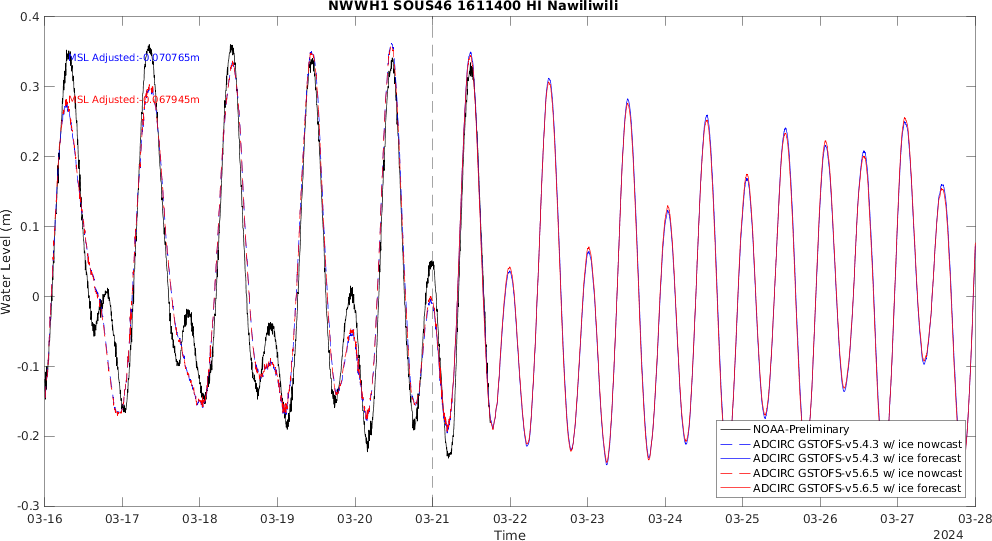 NWWH1 SOUS46 1611400 HI Nawiliwili
0.4
0.3
0.2
0.1
0
-0.1
-0.2
-0.3
Water Level (m)
MSL Adjusted:-0.070765m
MSL Adjusted:-0.067945m
NOAA-Preliminary
ADCIRC GSTOFS-v5.4.3 w/ ice nowcast
ADCIRC GSTOFS-v5.4.3 w/ ice forecast
ADCIRC GSTOFS-v5.6.5 w/ ice nowcast
ADCIRC GSTOFS-v5.6.5 w/ ice forecast
03-16 03-17 03-18 03-19 03-20 03-21 03-22 03-23 03-24 03-25 03-26 03-27 03-28
Time
2024